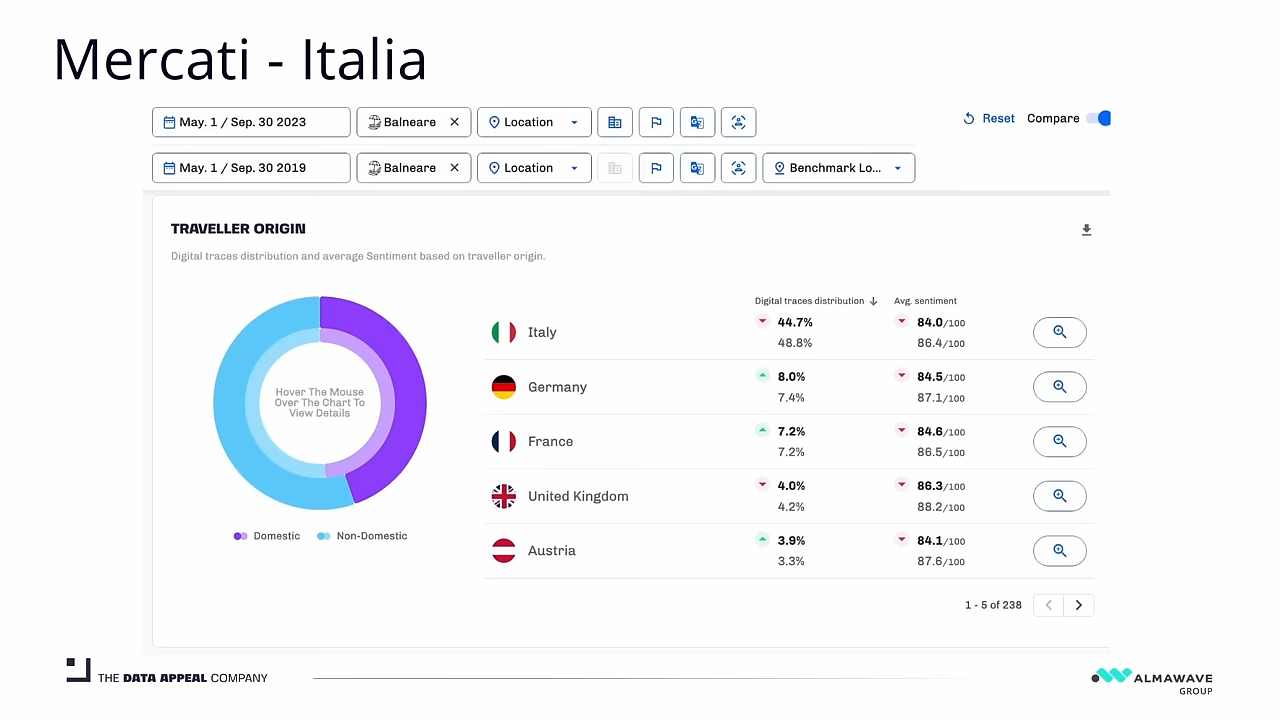 Mercati - Italia
May. 1 / Sep. 30 2023 Balneare Location Reset Compare
May. 1 / Sep. 30 2019 Balneare Location Benchmark Lo...
TRAVELLER ORIGIN
Digital traces distribution and average Sentiment based on traveller origin.
Digital traces distribution Avg. sentiment
Italy 44.7% 84.0/100
48.8% 86.4/100
Germany 8.0% 84.5/100
7.4% 87.1/100
France 7.2% 84.6/100
7.2% 86.5/100
United Kingdom 4.0% 86.3/100
4.2% 88.2/100
Austria 3.9% 84.1/100
3.3% 87.6/100
Hover The Mouse
Over The Chart To
View Details
Domestic Non-Domestic
1 - 5 of 238
THE DATA APPEAL COMPANY
ALMAWAVE
GROUP